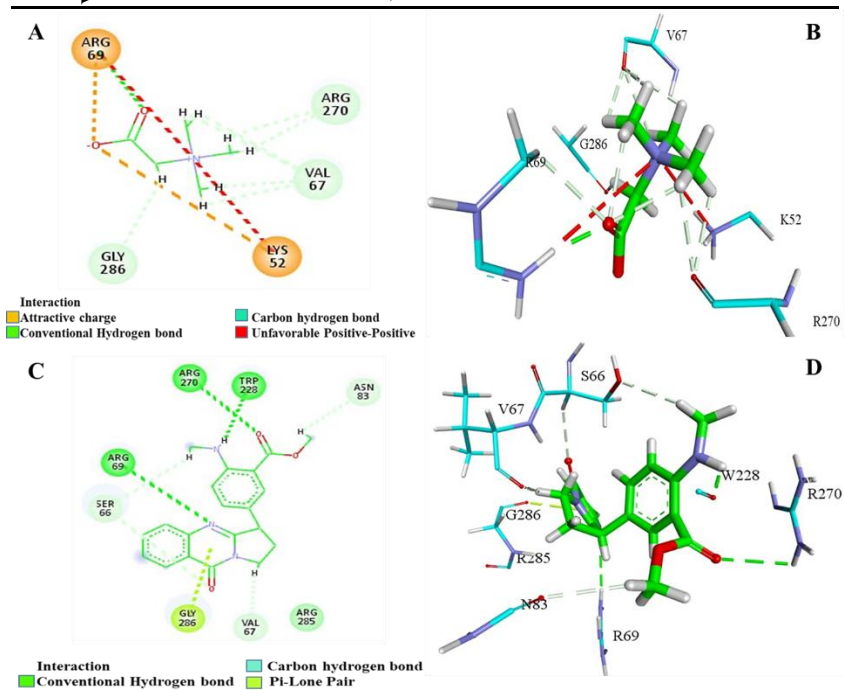 A
ARG
69
H H
H
H
H
H
H
N
O
O
-
+
ARG
270
VAL
67
GLY
286
LYS
52
Interaction
Attractive charge
Carbon hydrogen bond
Conventional Hydrogen bond
Unfavorable Positive-Positive
B
V67
G286
R69
K52
R270
C
ARG
270
TRP
228
ASN
83
ARG
69
SER
66
GLY
286
VAL
67
ARG
285
H
H
H
N
N
N
O
O
O
Interaction
Carbon hydrogen bond
Conventional Hydrogen bond
Pi-Lone Pair
D
S66
V67
W228
R270
G286
R285
N83
R69